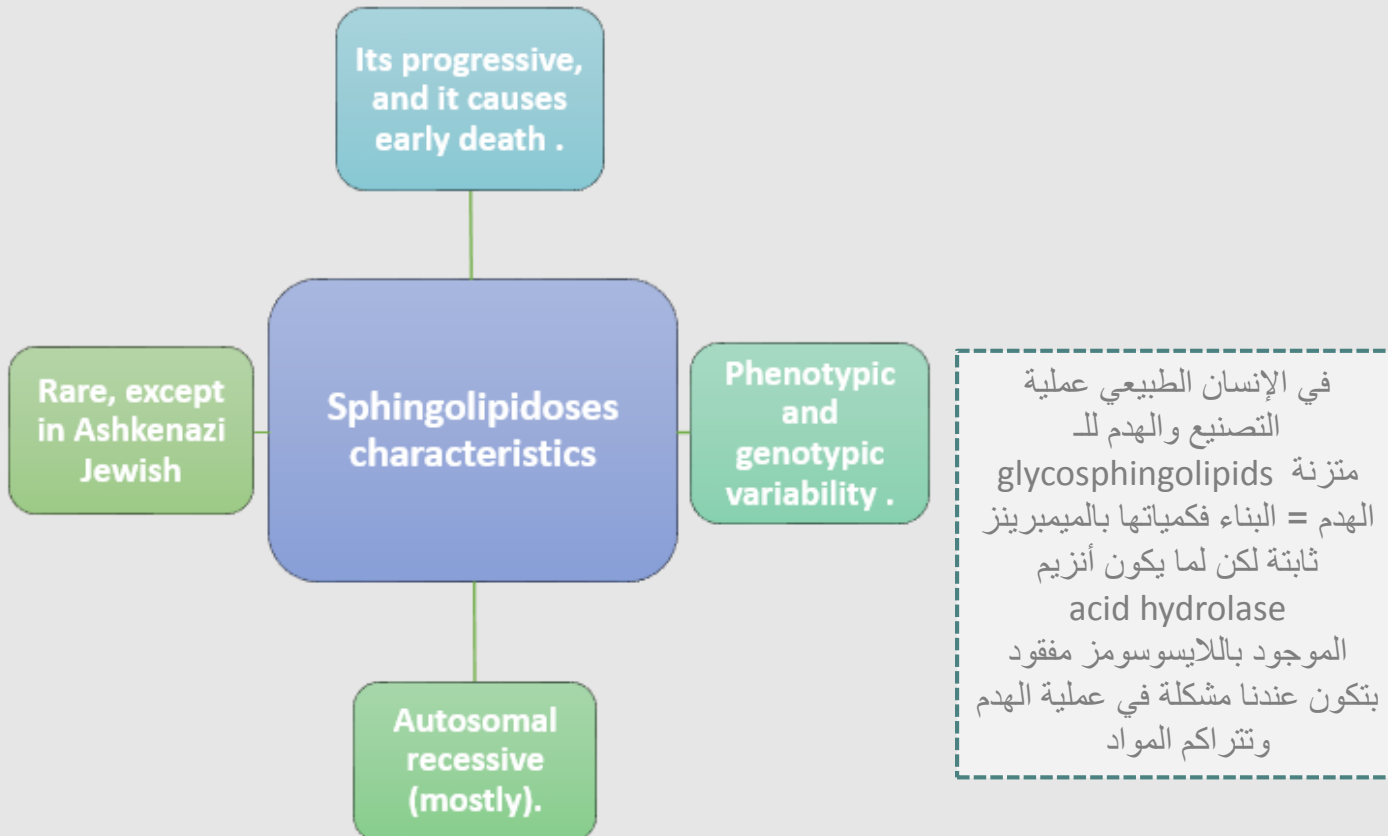 Its progressive,
and it causes
early death .
Rare, except
in Ashkenazi
Jewish
Sphingolipidoses
characteristics
Phenotypic
and
genotypic
variability .
Autosomal
recessive
(mostly).
في الإنسان الطبيعي عملية
التصنيع والهدم للـ
متزنة glycosphingolipids
الهدم = البناء فكمياتها بالميمبرينز
ثابتة لكن لما يكون أنزيم
acid hydrolase
الموجود باللايسوسومز مفقود
بتكون عندنا مشكلة في عملية الهدم
وتتراكم المواد